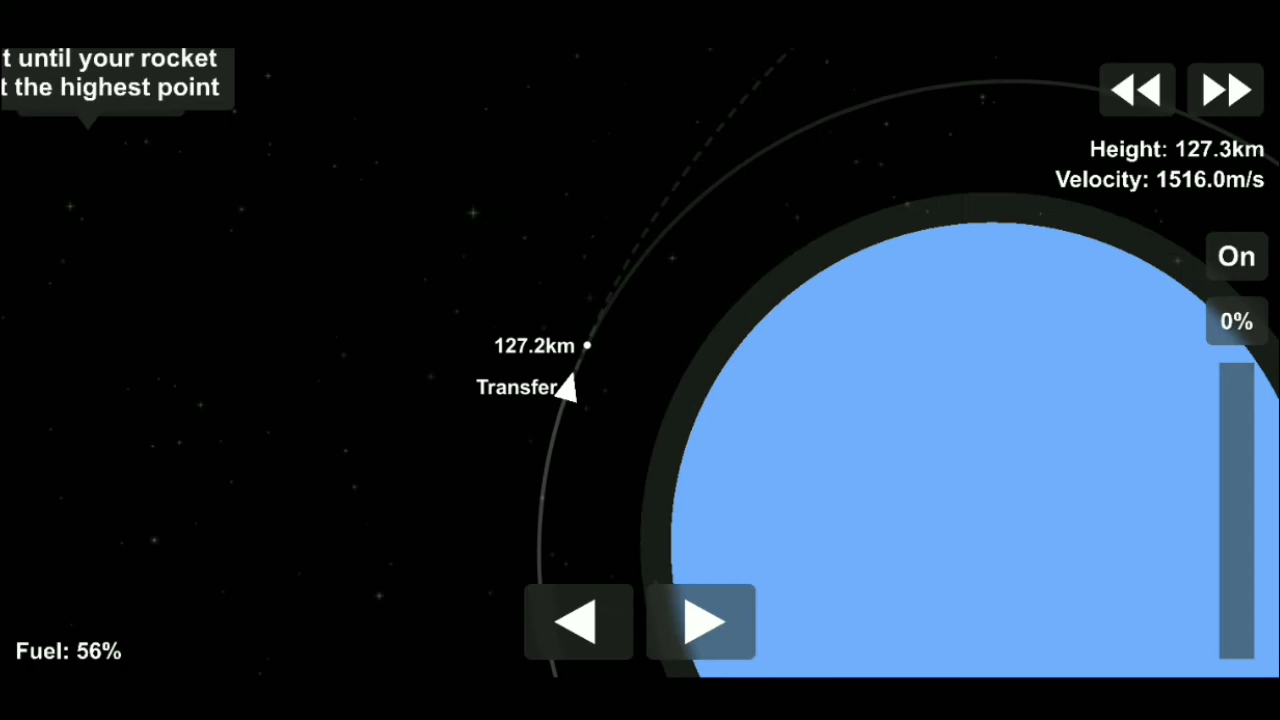 t until your rocket
t the highest point
Height: 127.3km
Velocity: 1516.0m/s
On
0%
127.2km
Transfer
Fuel: 56%